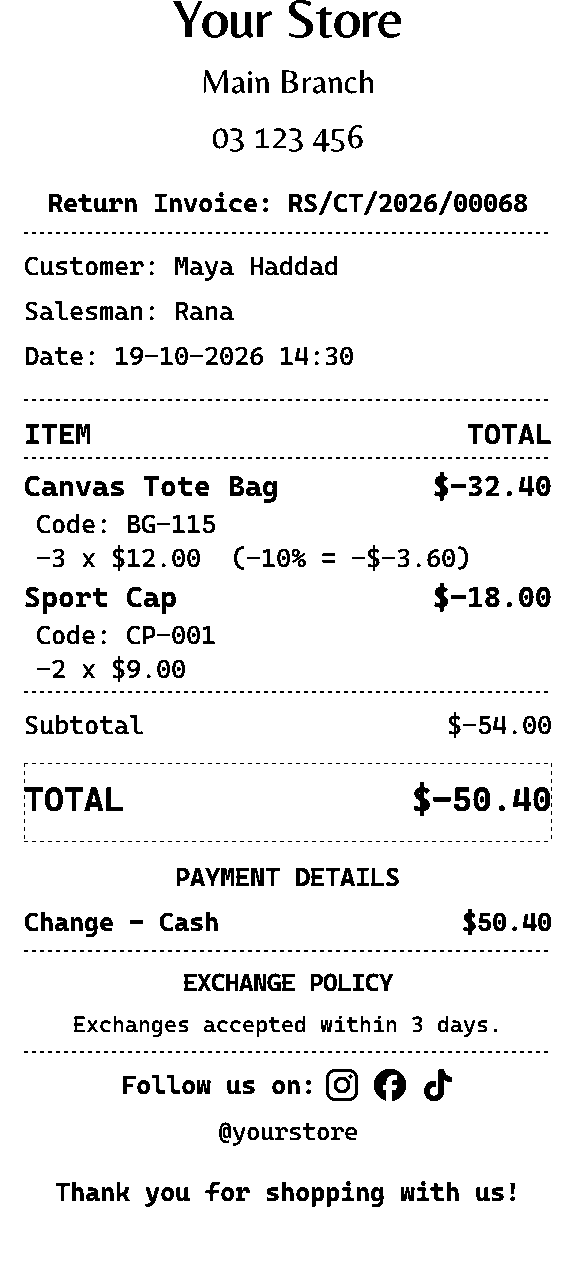 Your Store
Main Branch
03 123 456
Return Invoice: RS/CT/2026/00068
Customer: Maya Haddad
Salesman: Rana
Date: 19-10-2026 14:30
ITEM TOTAL
Canvas Tote Bag $-32.40
Code: BG-115
-3 x $12.00 (-10% = -$-3.60)
Sport Cap $-18.00
Code: CP-001
-2 x $9.00
Subtotal $-54.00
TOTAL $-50.40
PAYMENT DETAILS
Change - Cash $50.40
EXCHANGE POLICY
Exchanges accepted within 3 days.
Follow us on:
@yourstore
Thank you for shopping with us!